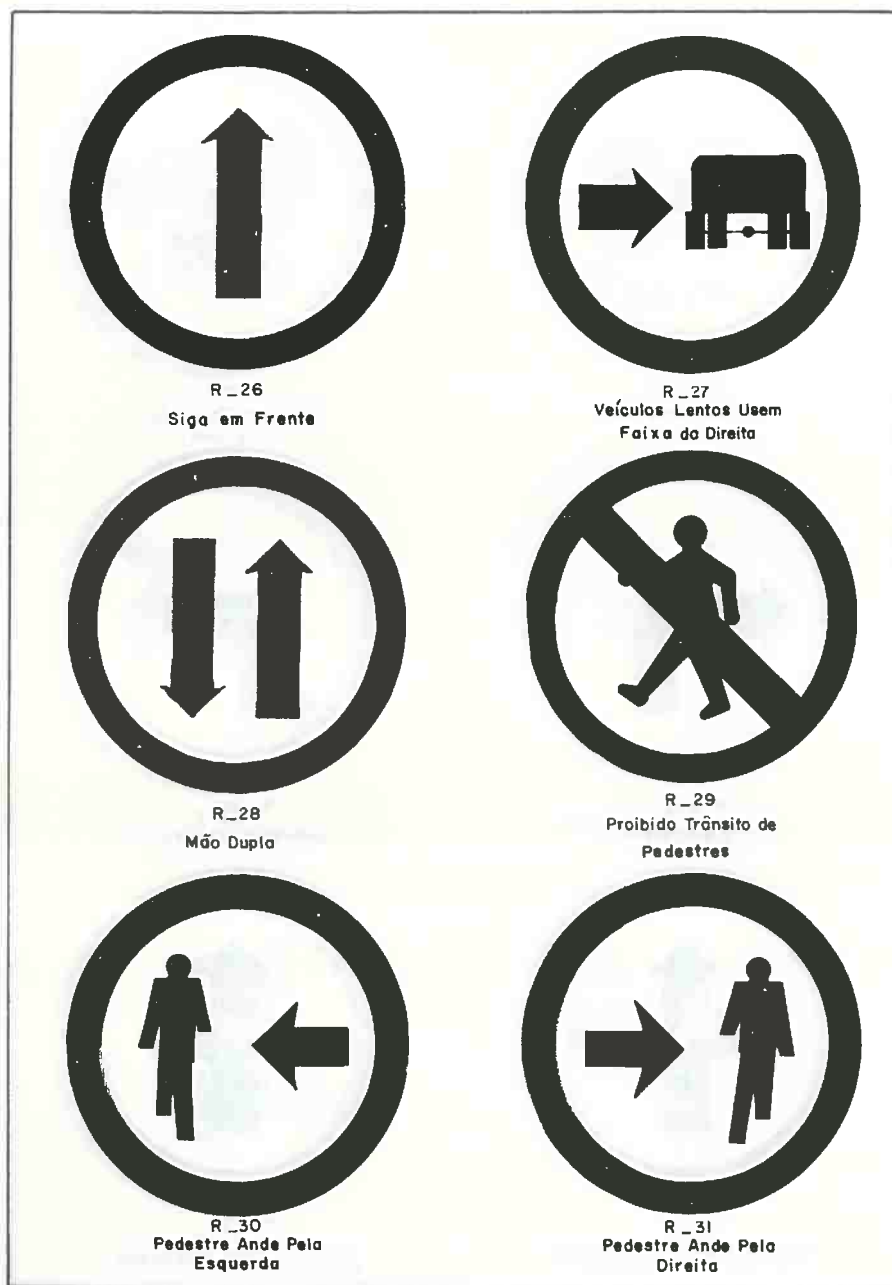 R_26
Siga em Frente
R_27
Veículos Lentos Usem
Faixa da Direita
R_28
Mão Dupla
R_29
Proibido Trânsito de
Pedestres
R_30
Pedestre Ande Pela
Esquerda
R_31
Pedestre Ande Pela
Direita